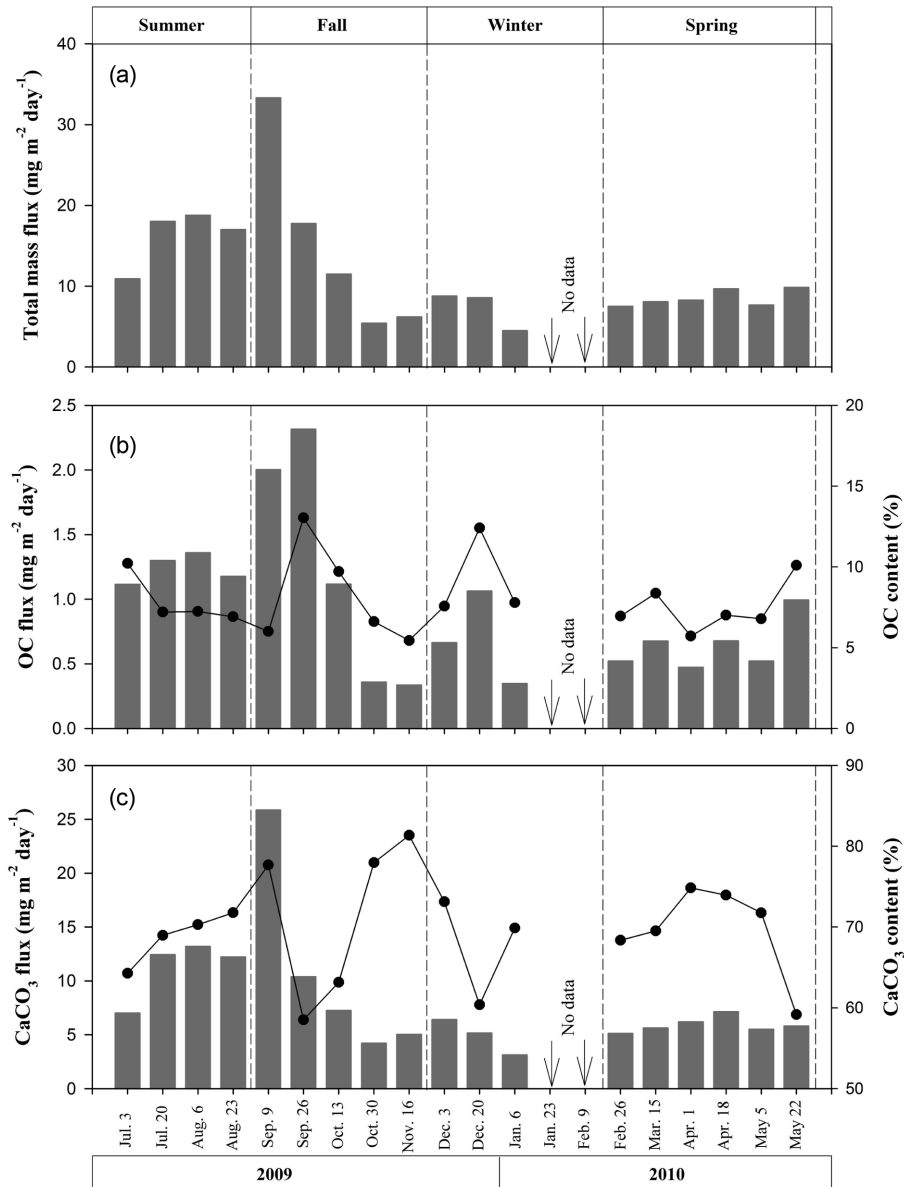 Summer Fall Winter Spring
(a)
Total mass flux (mg m⁻² day⁻¹)
40
30
20
10
0
No data
(b)
OC flux (mg m⁻² day⁻¹)
2.5
2.0
1.5
1.0
0.5
0.0
No data
OC content (%)
20
15
10
5
0
(c)
CaCO₃ flux (mg m⁻² day⁻¹)
30
25
20
15
10
5
0
No data
CaCO₃ content (%)
90
80
70
60
50
Jul. 3
Jul. 20
Aug. 6
Aug. 23
Sep. 9
Sep. 26
Oct. 13
Oct. 30
Nov. 16
Dec. 3
Dec. 20
Jan. 6
Jan. 23
Feb. 9
Feb. 26
Mar. 15
Apr. 1
Apr. 18
May 5
May 22
2009 2010